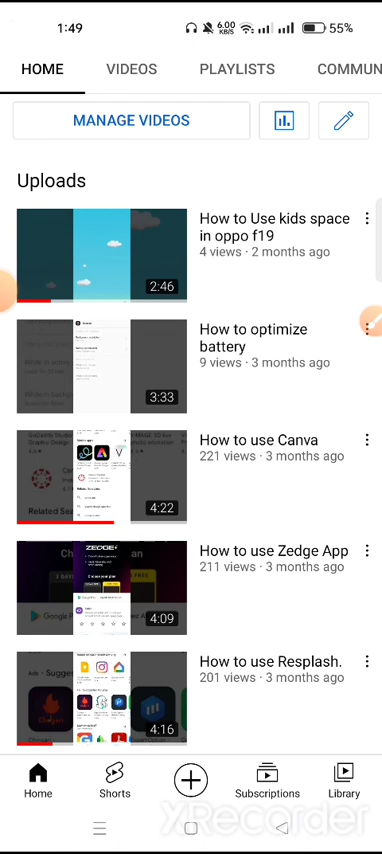 1:49 6.00 KB/S 55%
HOME VIDEOS PLAYLISTS COMMUN
MANAGE VIDEOS
Uploads
How to Use kids space
in oppo f19
4 views · 2 months ago
2:46
How to optimize
battery
9 views · 3 months ago
3:33
How to use Canva
221 views · 3 months ago
4:22
How to use Zedge App
211 views · 3 months ago
ZEDGE
4:09
How to use Resplash.
201 views · 3 months ago
4:16
Home Shorts Subscriptions Library
XRecorder